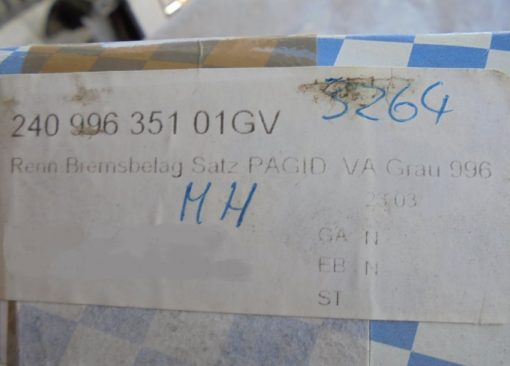 3264
240 996 351 01GV
Renn Bremsbelag Satz PAGID VA Grau 996
MH
23.03
GA N
EB N
ST